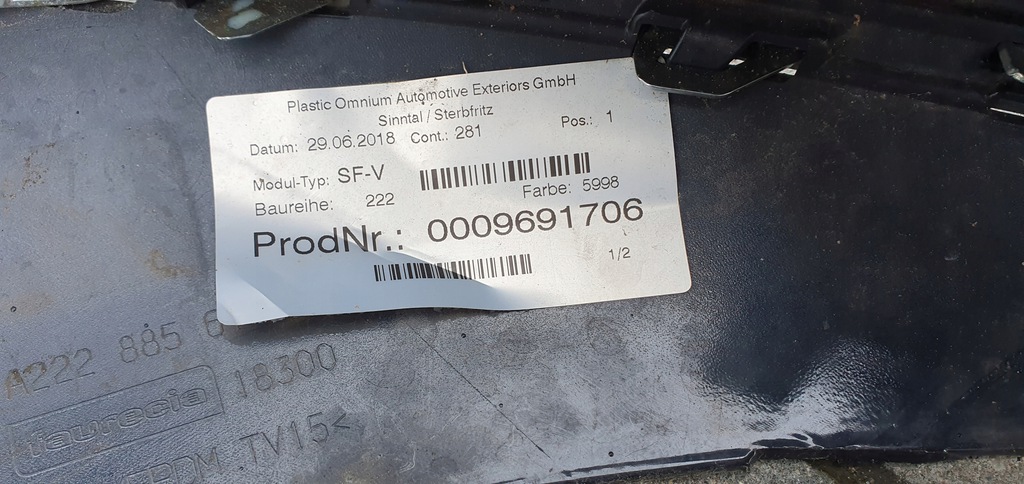 Plastic Omnium Automotive Exteriors GmbH
Sinntal / Sterbfritz
Datum: 29.06.2018 Cont.: 281 Pos.: 1
Modul-Typ: SF-V
Baureihe: 222 Farbe: 5998
ProdNr.: 0009691706
1/2
A222 885 6
18300
faurecia
TV15<